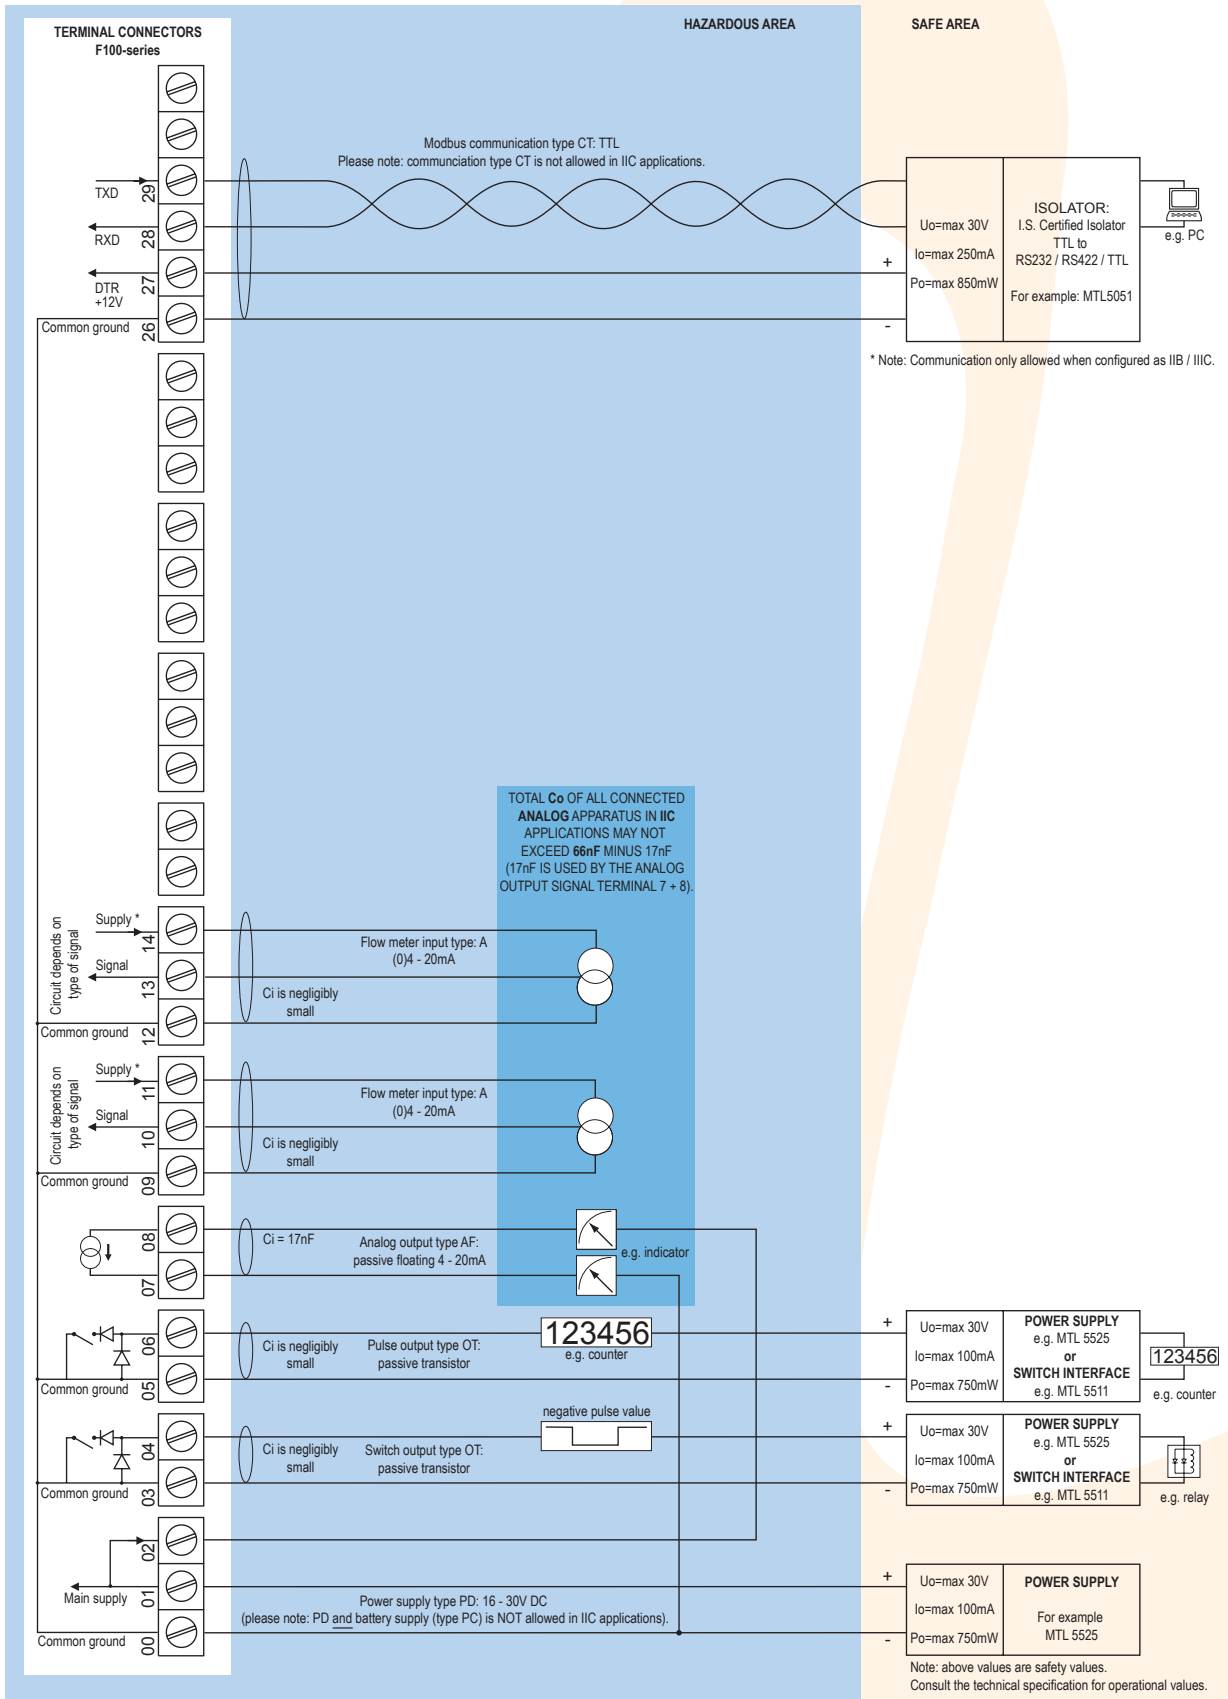 TERMINAL CONNECTORS
F100-series
HAZARDOUS AREA
SAFE AREA
Modbus communication type CT: TTL
Please note: communciation type CT is not allowed in IIC applications.
TXD
29
RXD
28
DTR
+12V
27
Common ground
26
+
-
Uo=max 30V
Io=max 250mA
Po=max 850mW
ISOLATOR:
I.S. Certified Isolator
TTL to
RS232 / RS422 / TTL
For example: MTL5051
e.g. PC
* Note: Communication only allowed when configured as IIB / IIIC.
TOTAL Co OF ALL CONNECTED
ANALOG APPARATUS IN IIC
APPLICATIONS MAY NOT
EXCEED 66nF MINUS 17nF
(17nF IS USED BY THE ANALOG
OUTPUT SIGNAL TERMINAL 7 + 8).
Circuit depends on
type of signal
Supply *
14
Signal
13
Common ground
12
Flow meter input type: A
(0)4 - 20mA
Ci is negligibly
small
Circuit depends on
type of signal
Supply *
11
Signal
10
Common ground
09
Flow meter input type: A
(0)4 - 20mA
Ci is negligibly
small
08
07
Ci = 17nF
Analog output type AF:
passive floating 4 - 20mA
e.g. indicator
06
Common ground
05
Ci is negligibly
small
Pulse output type OT:
passive transistor
123456
e.g. counter
+
-
Uo=max 30V
Io=max 100mA
Po=max 750mW
POWER SUPPLY
e.g. MTL 5525
or
SWITCH INTERFACE
e.g. MTL 5511
123456
e.g. counter
04
Common ground
03
Ci is negligibly
small
Switch output type OT:
passive transistor
negative pulse value
+
-
Uo=max 30V
Io=max 100mA
Po=max 750mW
POWER SUPPLY
e.g. MTL 5525
or
SWITCH INTERFACE
e.g. MTL 5511
e.g. relay
02
Main supply
01
Common ground
00
Power supply type PD: 16 - 30V DC
(please note: PD and battery supply (type PC) is NOT allowed in IIC applications).
+
-
Uo=max 30V
Io=max 100mA
Po=max 750mW
POWER SUPPLY
For example
MTL 5525
Note: above values are safety values.
Consult the technical specification for operational values.